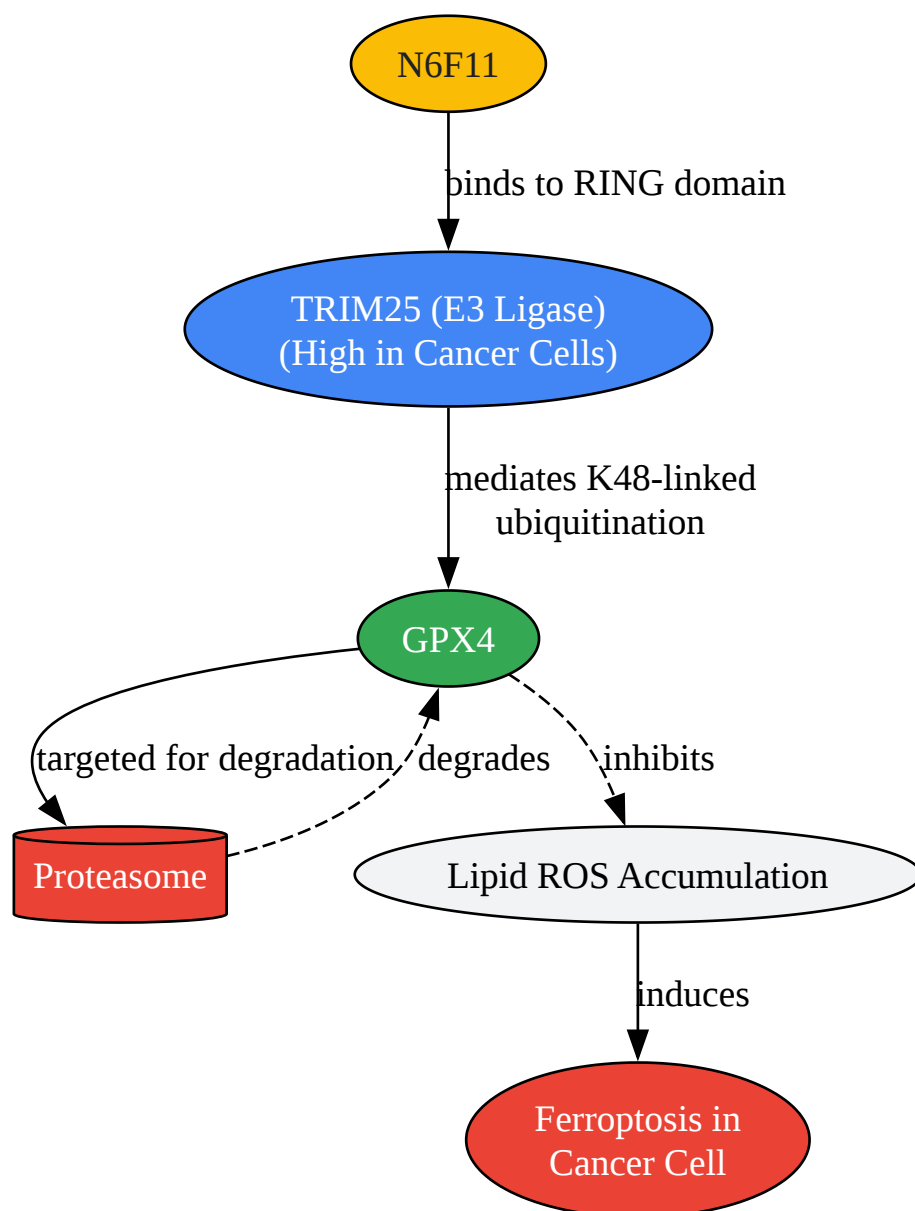 N6F11
binds to RING domain
TRIM25 (E3 Ligase)
(High in Cancer Cells)
mediates K48-linked
ubiquitination
GPX4
targeted for degradation
degrades
inhibits
Proteasome
Lipid ROS Accumulation
induces
Ferroptosis in
Cancer Cell